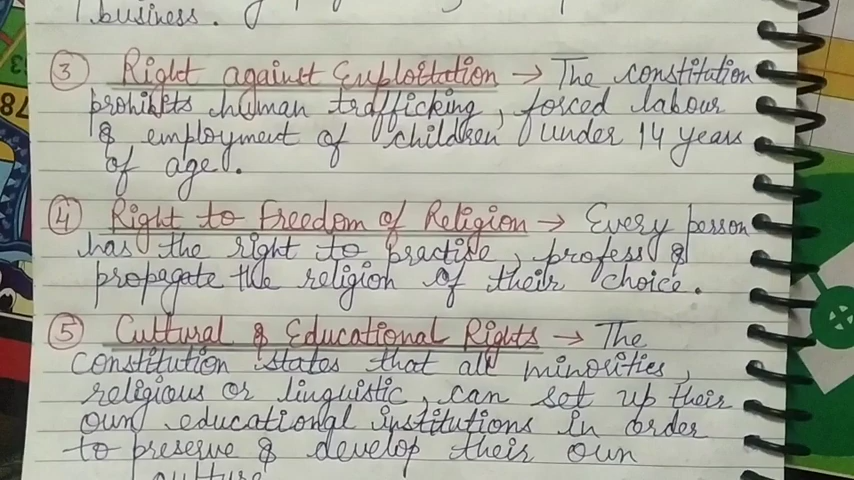 business.
③ Right against Exploitation → The constitution
prohibits human trafficking, forced labour
& employment of children under 14 years
of age.
④ Right to Freedom of Religion → Every person
has the right to practise, profess &
propagate the religion of their choice.
⑤ Cultural & Educational Rights → The
Constitution states that all minorities,
religious or linguistic, can set up their
own educational institutions in order
to preserve & develop their own
culture
78